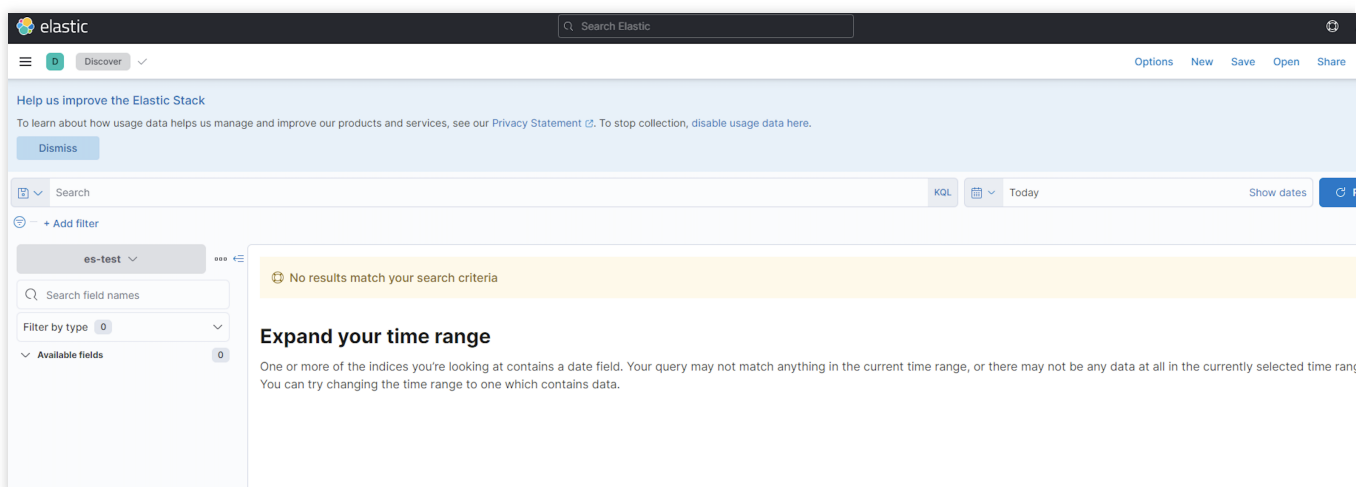 elastic
Search Elastic
D
Discover
Options
New
Save
Open
Share
Help us improve the Elastic Stack
To learn about how usage data helps us manage and improve our products and services, see our Privacy Statement. To stop collection, disable usage data here.
Dismiss
Search
KQL
Today
Show dates
+ Add filter
es-test
Search field names
Filter by type 0
Available fields 0
No results match your search criteria
Expand your time range
One or more of the indices you're looking at contains a date field. Your query may not match anything in the current time range, or there may not be any data at all in the currently selected time
You can try changing the time range to one which contains data.